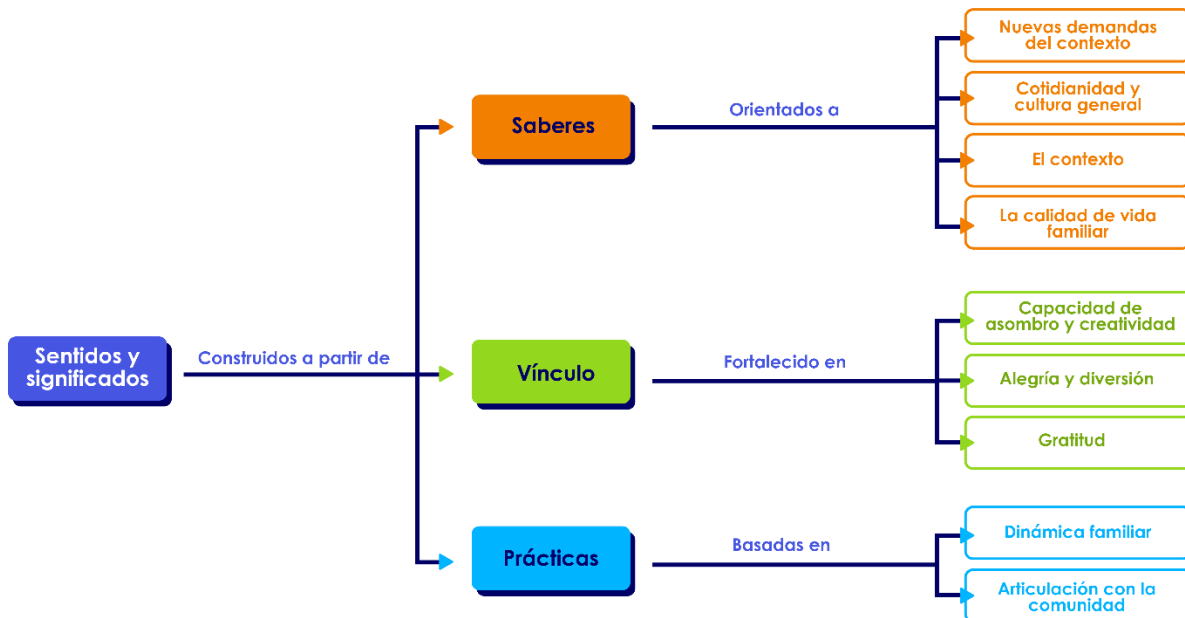 Sentidos y
significados
Construidos a partir de
Saberes
Orientados a
Nuevas demandas
del contexto
Cotidianidad y
cultura general
El contexto
La calidad de vida
familiar
Vínculo
Fortalecido en
Capacidad de
asombro y creatividad
Alegría y diversión
Gratitud
Prácticas
Basadas en
Dinámica familiar
Articulación con la
comunidad